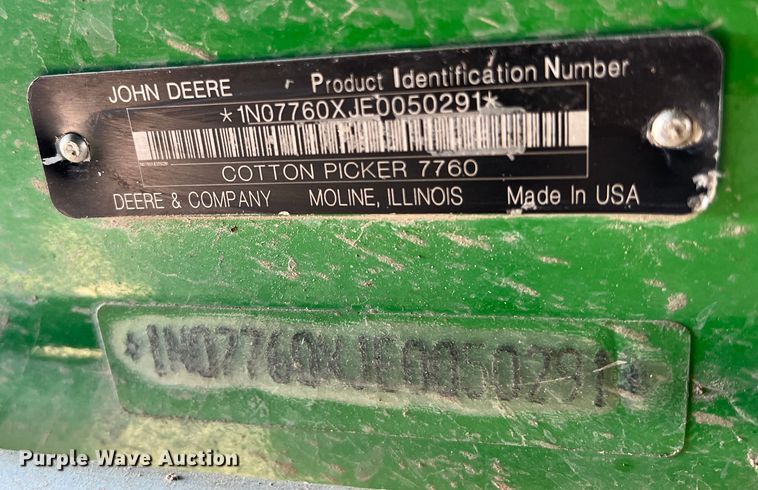 JOHN DEERE Product Identification Number
*1N07760XJE0050291*
COTTON PICKER 7760
DEERE & COMPANY MOLINE, ILLINOIS Made In USA
*1N07760XJE0050291*
Purple Wave Auction